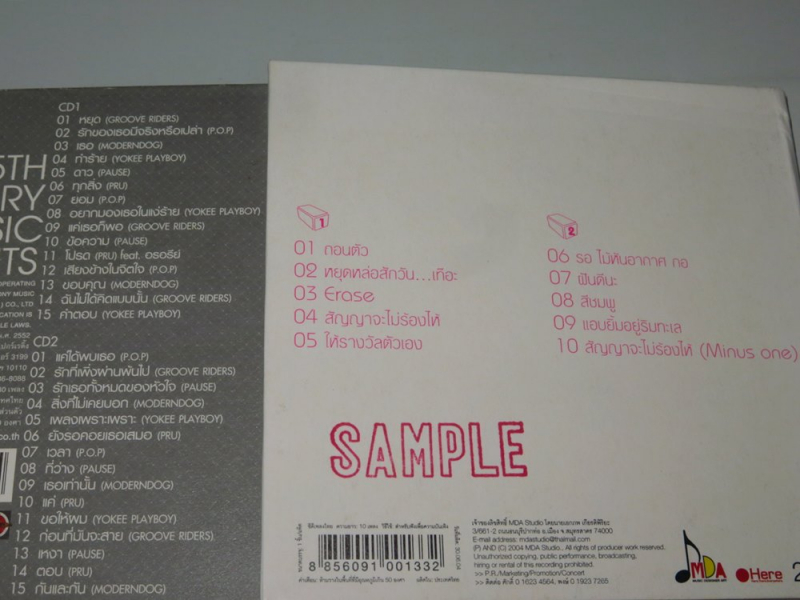 5TH
RY
SIC
TS
CD1
01 หยุด (GROOVE RIDERS)
02 รักของเธอมีจริงหรือเปล่า (P.O.P)
03 เธอ (MODERNDOG)
04 ทำร้าย (YOKEE PLAYBOY)
05 ดาว (PAUSE)
06 ทุกสิ่ง (PRU)
07 ยอม (P.O.P)
08 อยากมองเธอในแง่ร้าย (YOKEE PLAYBOY)
09 แค่เธอก็พอ (GROOVE RIDERS)
10 ข้อความ (PAUSE)
11 โปรด (PRU) feat. อรอรีย์
12 เสียงข้างในจิตใจ (P.O.P)
13 ขอบคุณ (MODERNDOG)
14 ฉันไม่ได้คิดแบบนั้น (GROOVE RIDERS)
15 คำตอบ (YOKEE PLAYBOY)
CD2
01 แค่ได้พบเธอ (P.O.P)
02 รักที่เพิ่งผ่านพ้นไป (GROOVE RIDERS)
03 รักเธอทั้งหมดของหัวใจ (PAUSE)
04 สิ่งที่ไม่เคยบอก (MODERNDOG)
05 เพลงเพราะเพราะ (YOKEE PLAYBOY)
06 ยังรอคอยเธอเสมอ (PRU)
07 เวลา (P.O.P)
08 ที่ว่าง (PAUSE)
09 เธอเท่านั้น (MODERNDOG)
10 แค่ (PRU)
11 ขอให้ผม (YOKEE PLAYBOY)
12 ก่อนที่มันจะสาย (GROOVE RIDERS)
13 เหงา (PAUSE)
14 ตอบ (PRU)
15 กันและกัน (MODERNDOG)
1
01 ถอนตัว
02 หยุดหล่อสักวัน...เถอะ
03 Erase
04 สัญญาจะไม่ร้องไห้
05 ให้รางวัลตัวเอง
2
06 รอ ไม้หันอากาศ กอ
07 ฝันดีนะ
08 สีชมพู
09 แอบยิ้มอยู่ริมทะเล
10 สัญญาจะไม่ร้องไห้ (Minus one)
SAMPLE
8 856091 001332
E-mail address: mdastudio@thaimail.com
(P) AND (C) 2004 MDA Studio.. All rights of producer work reserved.
Unauthorized copying, public performance, broadcasting,
hiring or rental of this recording prohibited.
>> P.R./Marketing/Promotion/Concert
MDA
Here